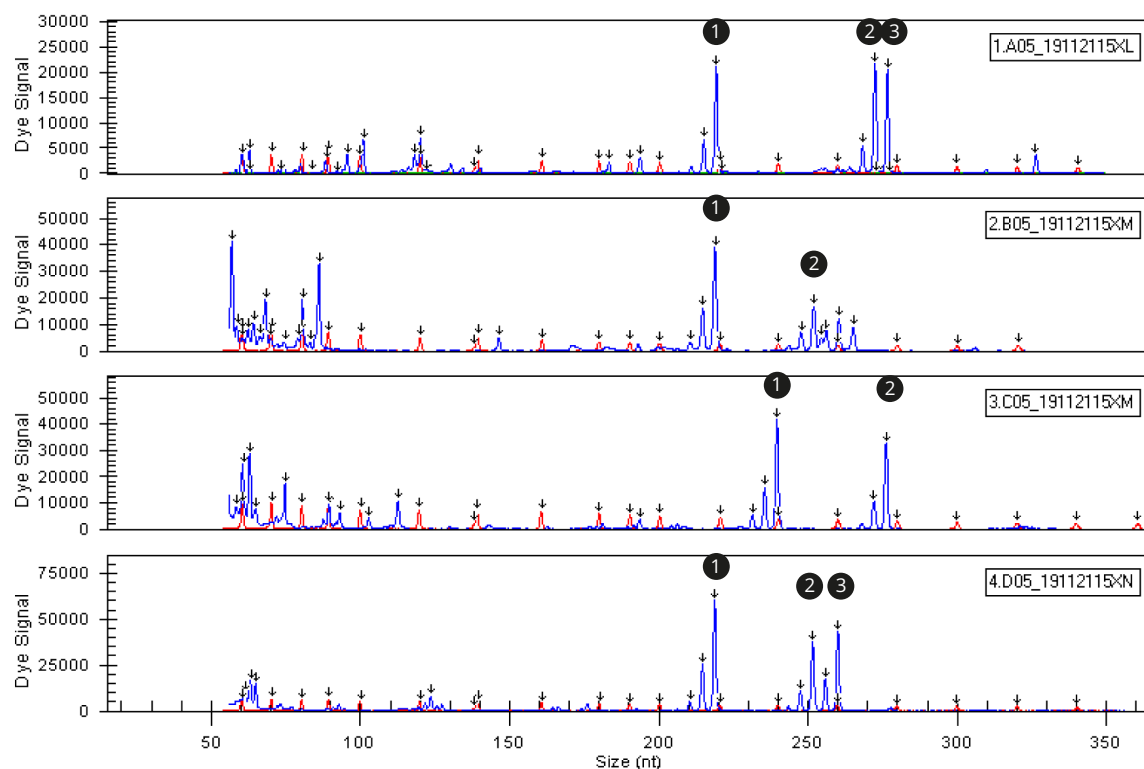 30000
25000
20000
15000
10000
5000
0
Dye Signal
1 2 3
1.A05_19112115XL
50000
40000
30000
20000
10000
0
Dye Signal
1
2
2.B05_19112115XM
50000
40000
30000
20000
10000
0
Dye Signal
1 2
3.C05_19112115XM
75000
50000
25000
0
Dye Signal
1
2 3
4.D05_19112115XN
50 100 150 200 250 300 350
Size (nt)